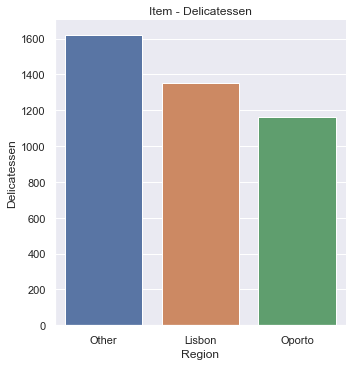 Item - Delicatessen
1600
1400
1200
1000
800
600
400
200
0
Delicatessen
Other Lisbon Oporto
Region